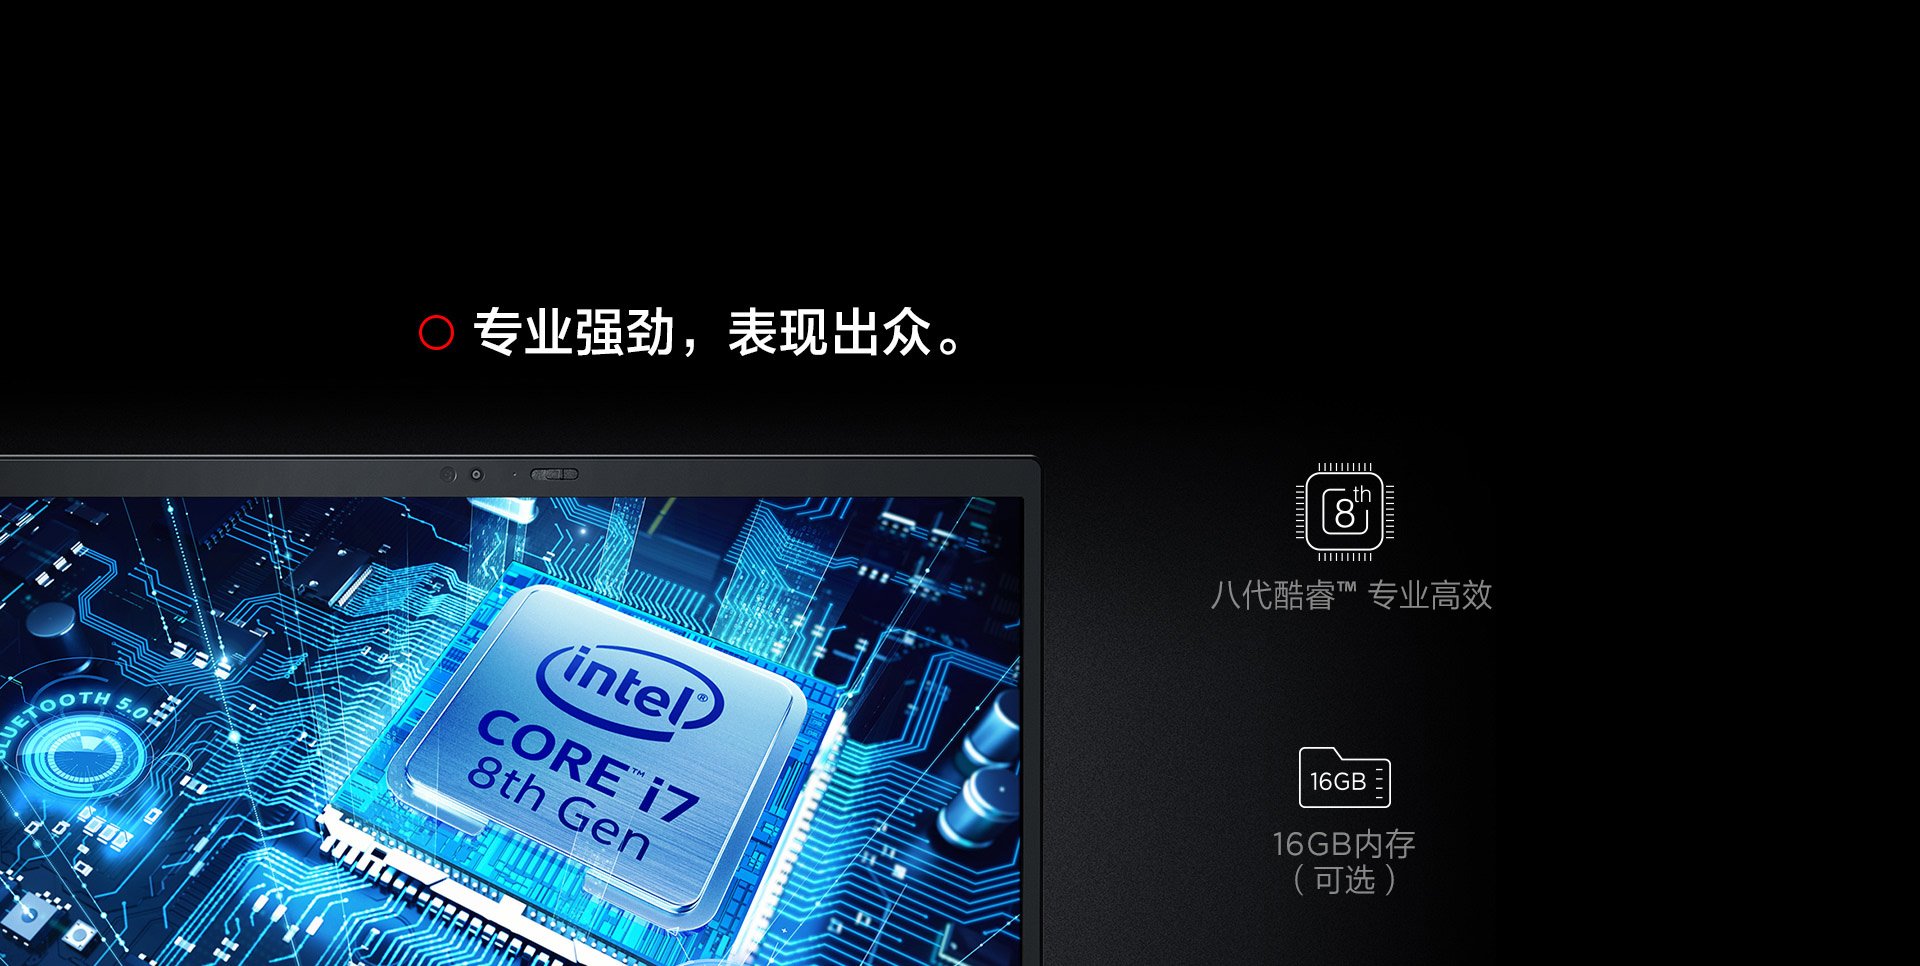 专业强劲，表现出众。
8th
八代酷睿™ 专业高效
BLUETOOTH 5.0
intel®
CORE™ i7
8th Gen
16GB
16GB内存
（可选）